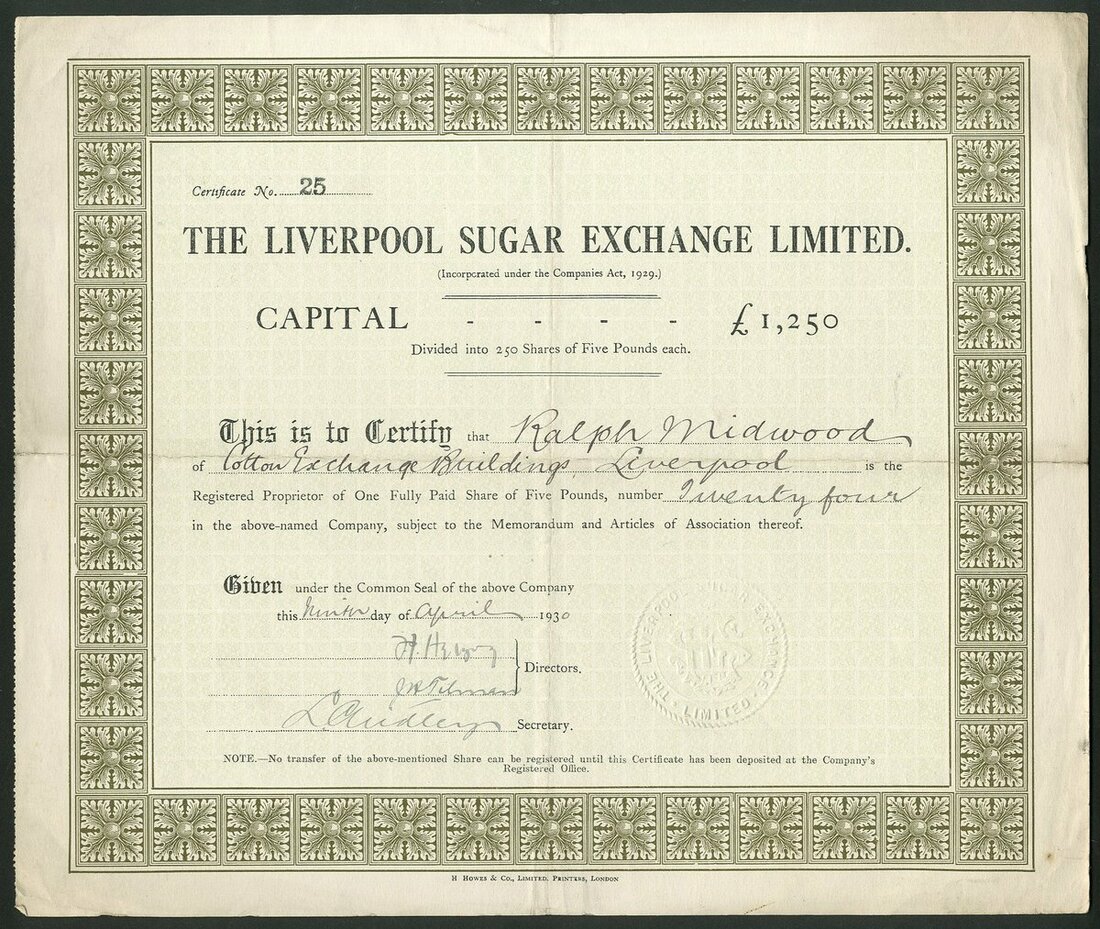 Certificate No. 25
THE LIVERPOOL SUGAR EXCHANGE LIMITED.
(Incorporated under the Companies Act, 1929.)
CAPITAL - - - - £1,250
Divided into 250 Shares of Five Pounds each.
This is to Certify that Ralph Midwood
of Cotton Exchange Buildings Liverpool is the
Registered Proprietor of One Fully Paid Share of Five Pounds, number Twenty four
in the above-named Company, subject to the Memorandum and Articles of Association thereof.
Given under the Common Seal of the above Company
this day of April 1930
Directors.
Secretary.
THE LIVERPOOL SUGAR EXCHANGE LIMITED
NOTE.—No transfer of the above-mentioned Share can be registered until this Certificate has been deposited at the Company's
Registered Office.
H HOWES & CO., LIMITED, PRINTERS, LONDON